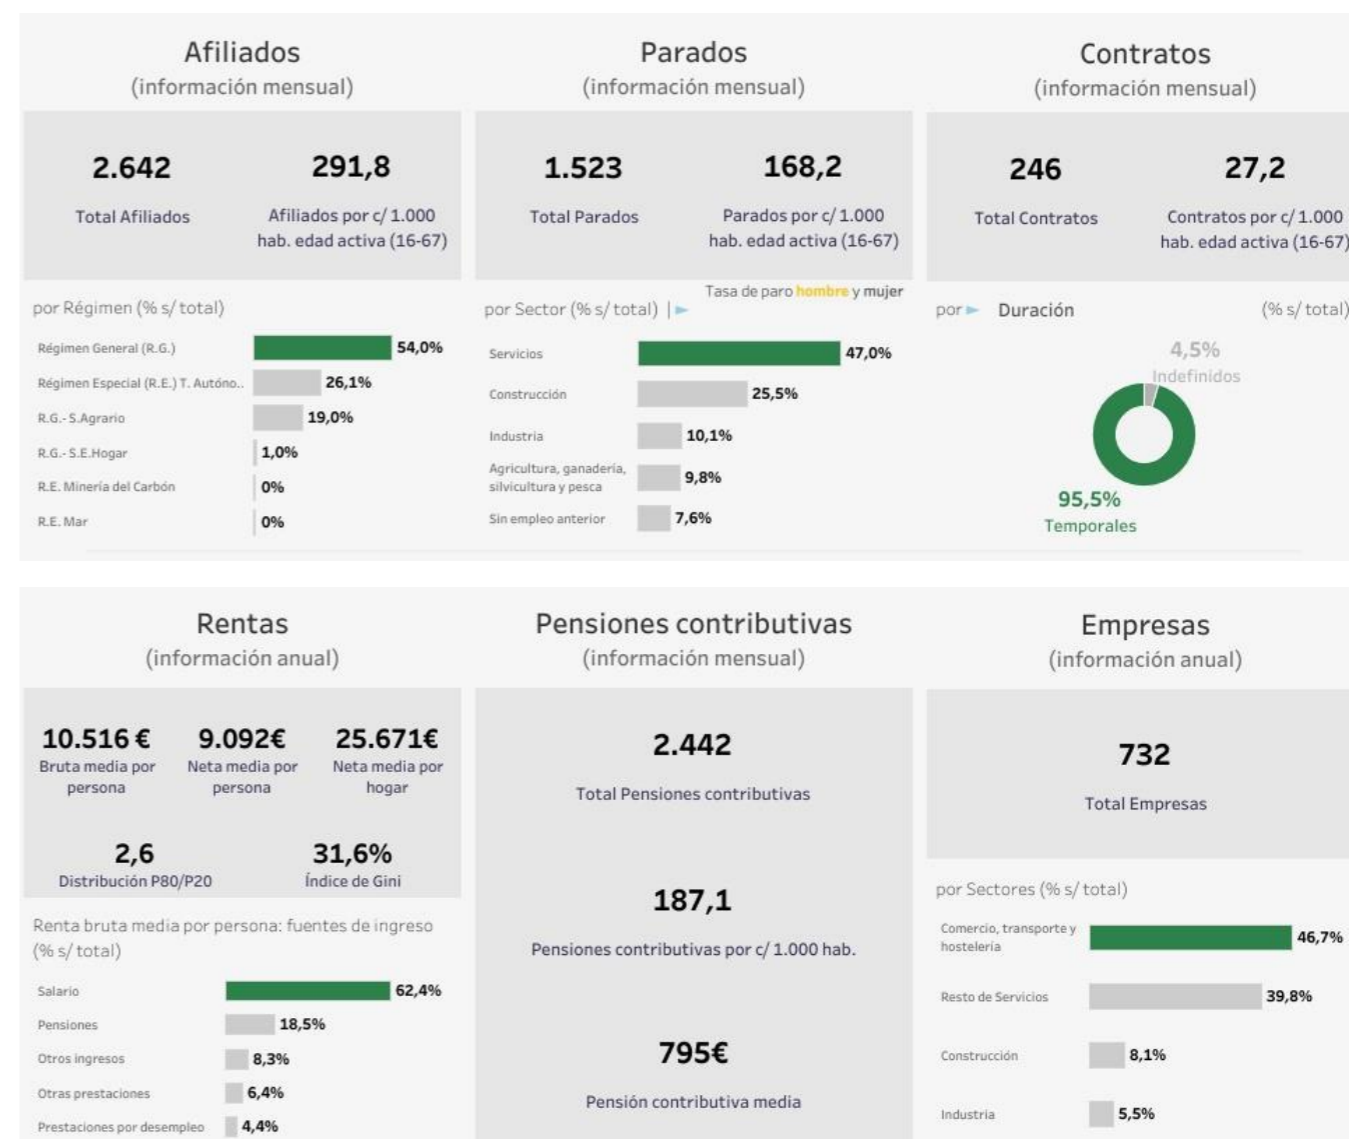 Afiliados
(información mensual)
2.642
Total Afiliados
291,8
Afiliados por c/ 1.000
hab. edad activa (16-67)
por Régimen (% s/ total)
Régimen General (R.G.) 54,0%
Régimen Especial (R.E.) T. Autóno.. 26,1%
R.G.- S.Agrario 19,0%
R.G.- S.E.Hogar 1,0%
R.E. Minería del Carbón 0%
R.E. Mar 0%
Parados
(información mensual)
1.523
Total Parados
168,2
Parados por c/ 1.000
hab. edad activa (16-67)
Tasa de paro hombre y mujer
por Sector (% s/ total) |►
Servicios 47,0%
Construcción 25,5%
Industria 10,1%
Agricultura, ganadería,
silvicultura y pesca 9,8%
Sin empleo anterior 7,6%
Contratos
(información mensual)
246
Total Contratos
27,2
Contratos por c/ 1.000
hab. edad activa (16-67)
por ► Duración (% s/ total)
4,5%
Indefinidos
95,5%
Temporales
Rentas
(información anual)
10.516 €
Bruta media por
persona
9.092€
Neta media por
persona
25.671€
Neta media por
hogar
2,6
Distribución P80/P20
31,6%
Índice de Gini
Renta bruta media por persona: fuentes de ingreso
(% s/ total)
Salario 62,4%
Pensiones 18,5%
Otros ingresos 8,3%
Otras prestaciones 6,4%
Prestaciones por desempleo 4,4%
Pensiones contributivas
(información mensual)
2.442
Total Pensiones contributivas
187,1
Pensiones contributivas por c/ 1.000 hab.
795€
Pensión contributiva media
Empresas
(información anual)
732
Total Empresas
por Sectores (% s/ total)
Comercio, transporte y
hostelería 46,7%
Resto de Servicios 39,8%
Construcción 8,1%
Industria 5,5%